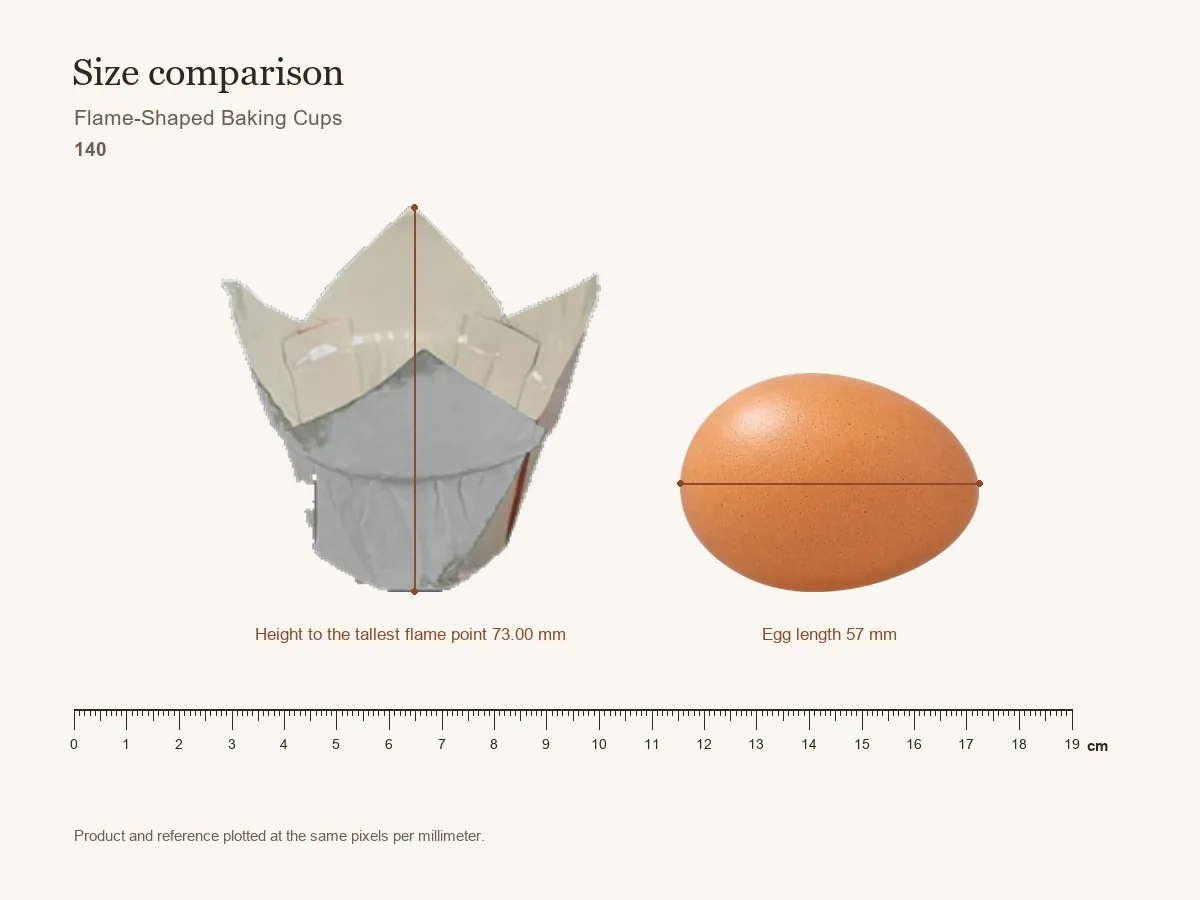 Size comparison
Flame-Shaped Baking Cups
140
Height to the tallest flame point 73.00 mm
Egg length 57 mm
0 1 2 3 4 5 6 7 8 9 10 11 12 13 14 15 16 17 18 19 cm
Product and reference plotted at the same pixels per millimeter.